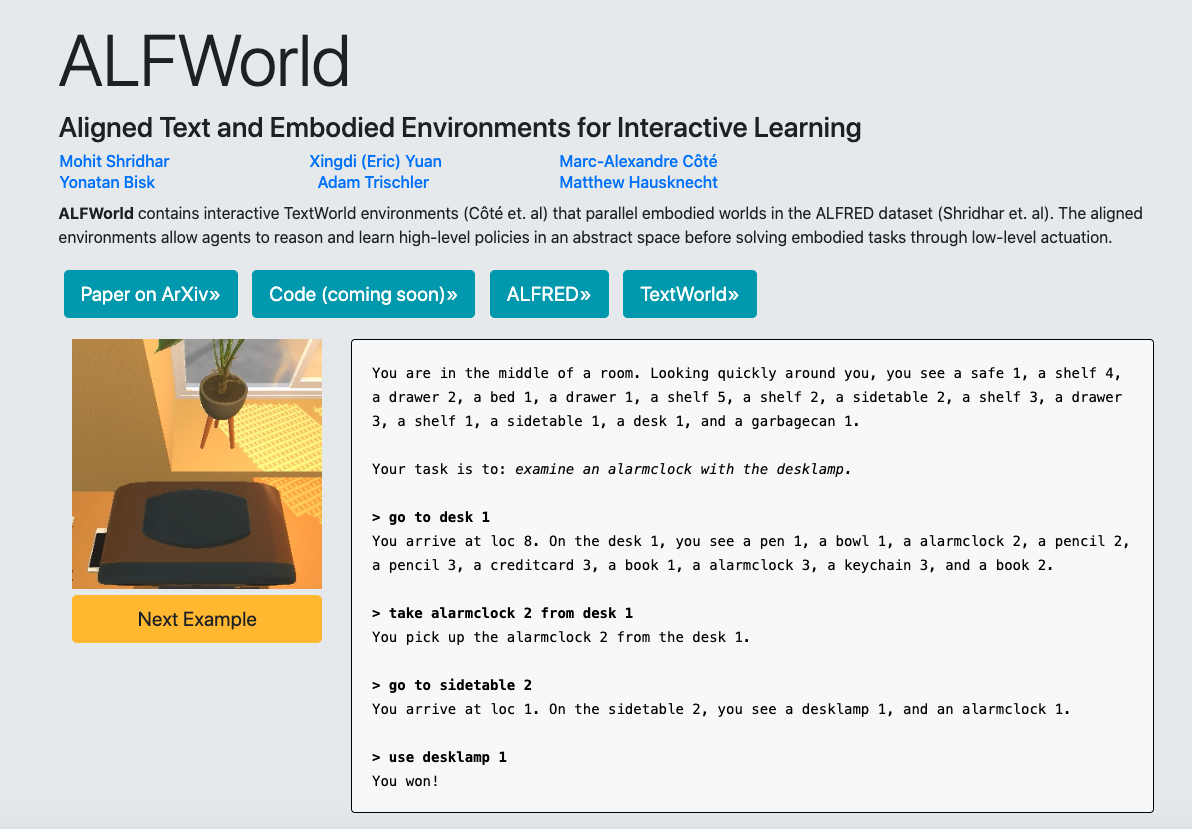 ALFWorld
Aligned Text and Embodied Environments for Interactive Learning
Mohit Shridhar Xingdi (Eric) Yuan Marc-Alexandre Côté
Yonatan Bisk Adam Trischler Matthew Hausknecht
ALFWorld contains interactive TextWorld environments (Côté et. al) that parallel embodied worlds in the ALFRED dataset (Shridhar et. al). The aligned
environments allow agents to reason and learn high-level policies in an abstract space before solving embodied tasks through low-level actuation.
Paper on ArXiv» Code (coming soon)» ALFRED» TextWorld»
Next Example
You are in the middle of a room. Looking quickly around you, you see a safe 1, a shelf 4,
a drawer 2, a bed 1, a drawer 1, a shelf 5, a shelf 2, a sidetable 2, a shelf 3, a drawer
3, a shelf 1, a sidetable 1, a desk 1, and a garbagecan 1.
Your task is to: examine an alarmclock with the desklamp.
> go to desk 1
You arrive at loc 8. On the desk 1, you see a pen 1, a bowl 1, a alarmclock 2, a pencil 2,
a pencil 3, a creditcard 3, a book 1, a alarmclock 3, a keychain 3, and a book 2.
> take alarmclock 2 from desk 1
You pick up the alarmclock 2 from the desk 1.
> go to sidetable 2
You arrive at loc 1. On the sidetable 2, you see a desklamp 1, and an alarmclock 1.
> use desklamp 1
You won!